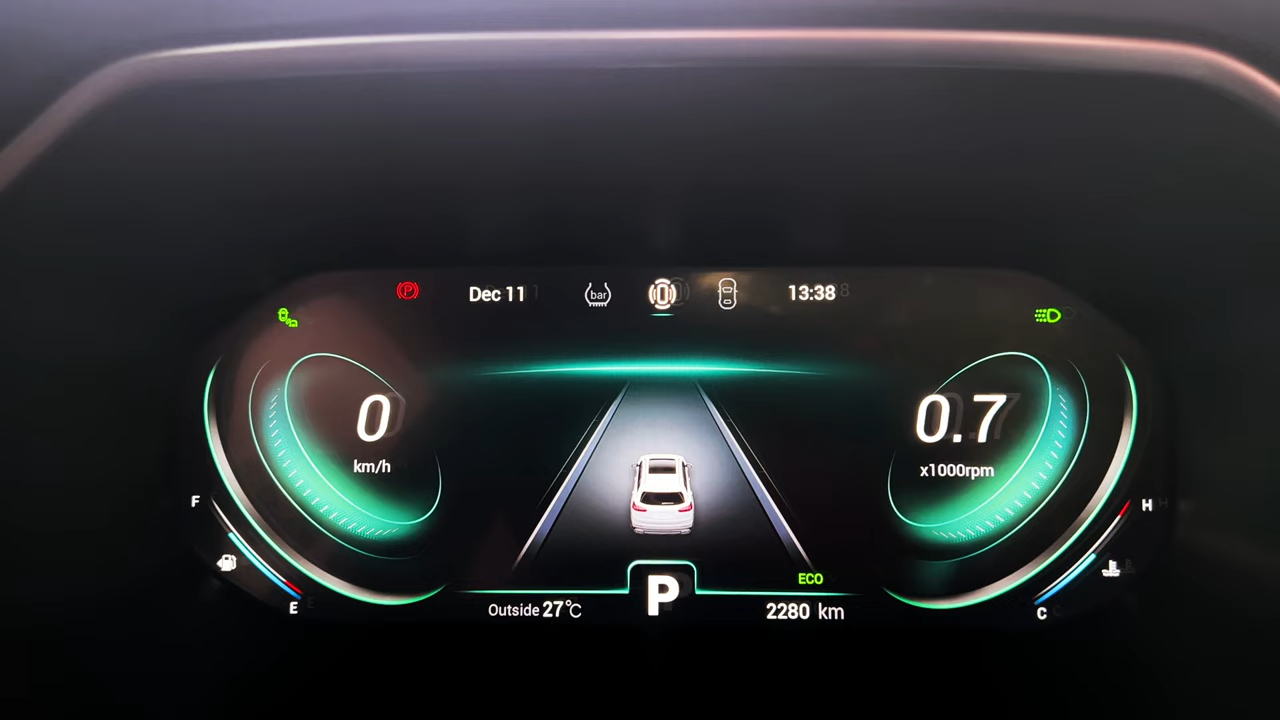 Dec 11
bar
13:38
0
km/h
0.7
x1000rpm
F
E
H
C
P
ECO
Outside 27°C
2280 km